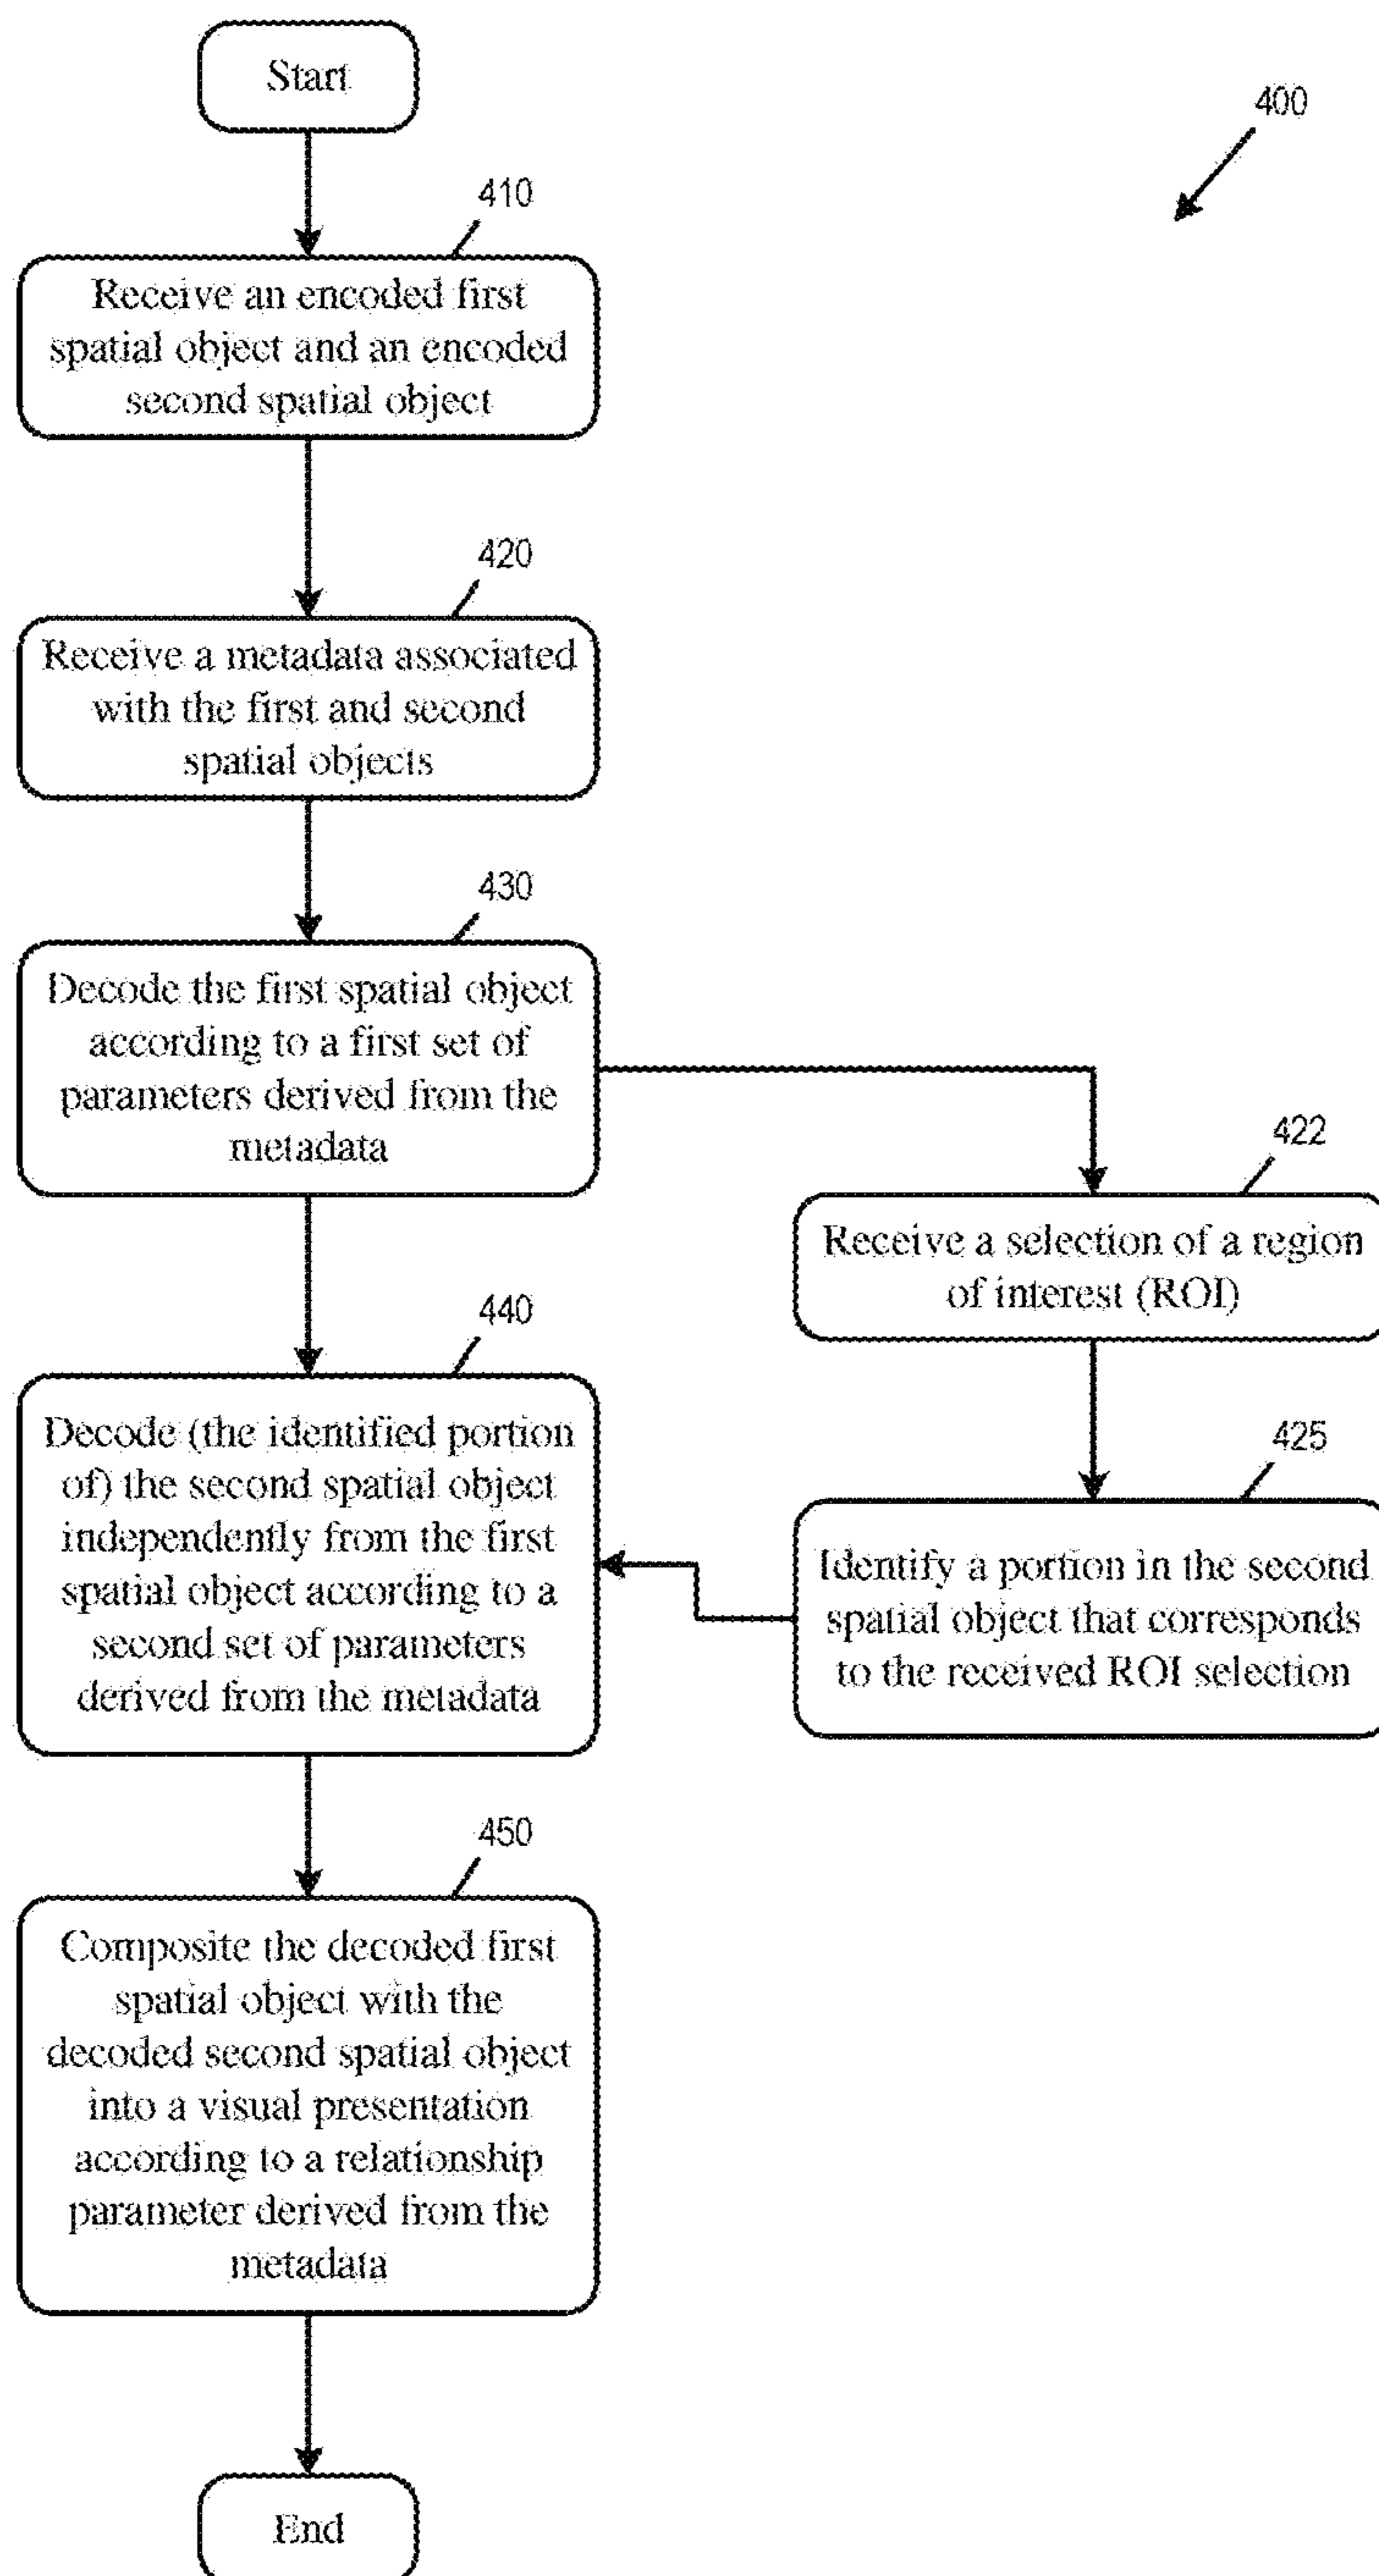 Start
400
410
Receive an encoded first
spatial object and an encoded
second spatial object
420
Receive a metadata associated
with the first and second
spatial objects
430
Decode the first spatial object
according to a first set of
parameters derived from the
metadata
422
Receive a selection of a region
of interest (ROI)
440
Decode (the identified portion
of) the second spatial object
independently from the first
spatial object according to a
second set of parameters
derived from the metadata
425
Identify a portion in the second
spatial object that corresponds
to the received ROI selection
450
Composite the decoded first
spatial object with the
decoded second spatial object
into a visual presentation
according to a relationship
parameter derived from the
metadata
End